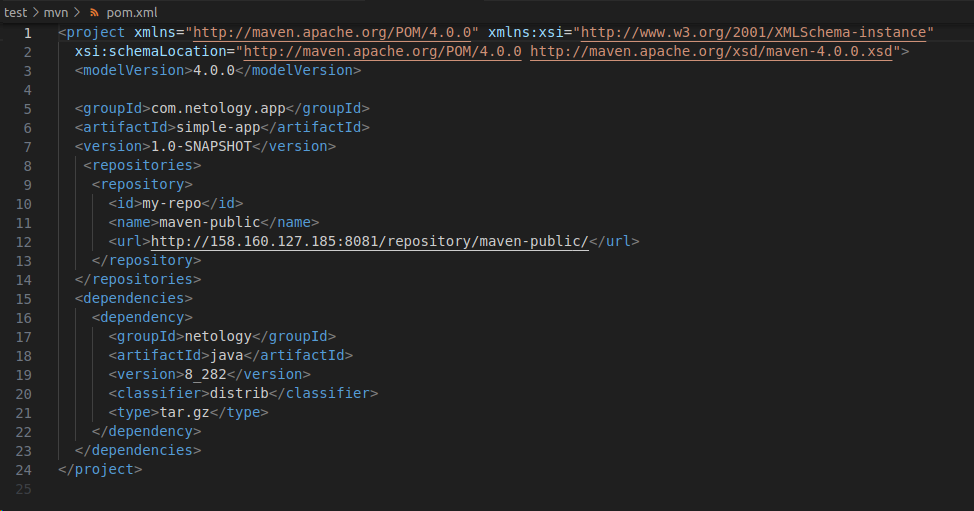 test > mvn > pom.xml
1 <project xmlns="http://maven.apache.org/POM/4.0.0" xmlns:xsi="http://www.w3.org/2001/XMLSchema-instance"
2   xsi:schemaLocation="http://maven.apache.org/POM/4.0.0 http://maven.apache.org/xsd/maven-4.0.0.xsd">
3   <modelVersion>4.0.0</modelVersion>
4
5   <groupId>com.netology.app</groupId>
6   <artifactId>simple-app</artifactId>
7   <version>1.0-SNAPSHOT</version>
8    <repositories>
9     <repository>
10       <id>my-repo</id>
11       <name>maven-public</name>
12       <url>http://158.160.127.185:8081/repository/maven-public/</url>
13     </repository>
14   </repositories>
15   <dependencies>
16     <dependency>
17       <groupId>netology</groupId>
18       <artifactId>java</artifactId>
19       <version>8_282</version>
20       <classifier>distrib</classifier>
21       <type>tar.gz</type>
22     </dependency>
23   </dependencies>
24 </project>
25